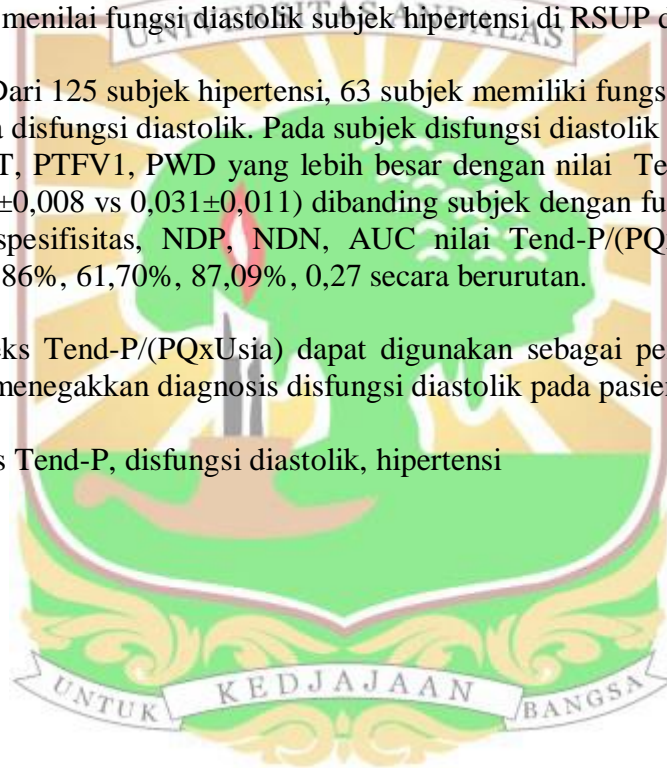 menilai fungsi diastolik subjek hipertensi di RSUP d
UNIVERSITAS ANDALAS
Dari 125 subjek hipertensi, 63 subjek memiliki fungs
disfungsi diastolik. Pada subjek disfungsi diastolik
T, PTFV1, PWD yang lebih besar dengan nilai Te
±0,008 vs 0,031±0,011) dibanding subjek dengan fu
spesifisitas, NDP, NDN, AUC nilai Tend-P/(PQ
86%, 61,70%, 87,09%, 0,27 secara berurutan.
eks Tend-P/(PQxUsia) dapat digunakan sebagai pe
menegakkan diagnosis disfungsi diastolik pada pasie
s Tend-P, disfungsi diastolik, hipertensi
UNTUK KEDJAJAAN BANGSA